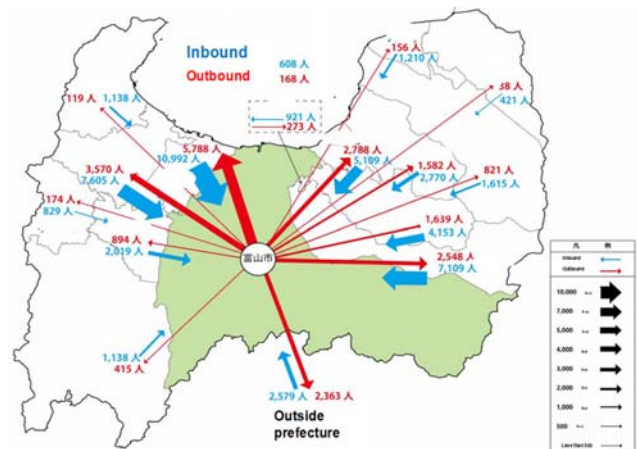 Inbound
Outbound
608 人
168 人
156 人
1,210 人
421 人
119 人
1,138 人
921 人
273 人
5,788 人
10,992 人
2,788 人
5,109 人
1,582 人
2,770 人
821 人
1,615 人
3,570 人
7,605 人
174 人
829 人
894 人
2,019 人
1,639 人
4,153 人
富山市
2,548 人
7,109 人
1,138 人
415 人
2,579 人
2,363 人
Outside
prefecture
凡 例
Inbound
Outbound
10,000
7,000
5,000
4,000
3,000
2,000
1,000
500